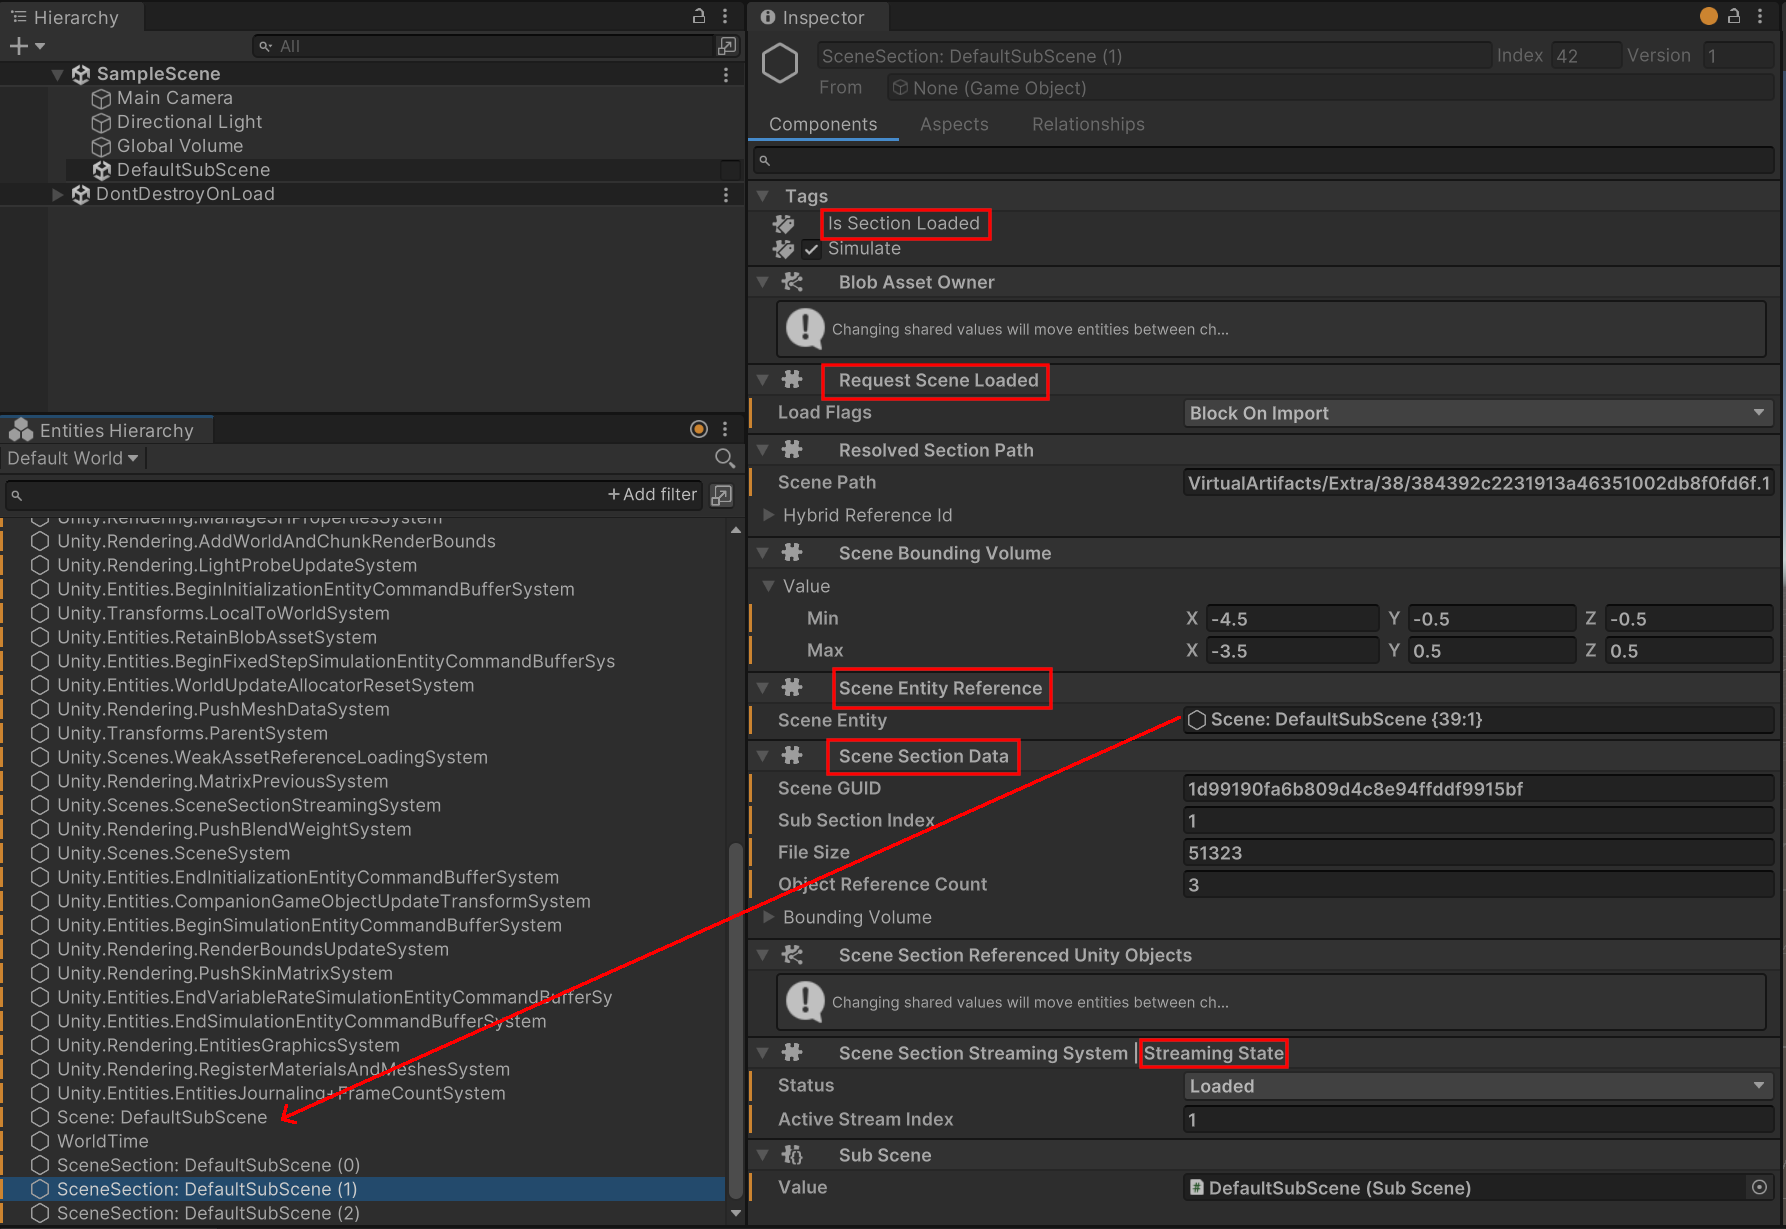 Hierarchy
All
SampleScene
Main Camera
Directional Light
Global Volume
DefaultSubScene
DontDestroyOnLoad
Entities Hierarchy
Default World
+ Add filter
Unity.Rendering.ManageSHPropertiesSystem
Unity.Rendering.AddWorldAndChunkRenderBounds
Unity.Rendering.LightProbeUpdateSystem
Unity.Entities.BeginInitializationEntityCommandBufferSystem
Unity.Transforms.LocalToWorldSystem
Unity.Entities.RetainBlobAssetSystem
Unity.Entities.BeginFixedStepSimulationEntityCommandBufferSys
Unity.Entities.WorldUpdateAllocatorResetSystem
Unity.Rendering.PushMeshDataSystem
Unity.Transforms.ParentSystem
Unity.Scenes.WeakAssetReferenceLoadingSystem
Unity.Rendering.MatrixPreviousSystem
Unity.Scenes.SceneSectionStreamingSystem
Unity.Rendering.PushBlendWeightSystem
Unity.Scenes.SceneSystem
Unity.Entities.EndInitializationEntityCommandBufferSystem
Unity.Entities.CompanionGameObjectUpdateTransformSystem
Unity.Entities.BeginSimulationEntityCommandBufferSystem
Unity.Rendering.RenderBoundsUpdateSystem
Unity.Rendering.PushSkinMatrixSystem
Unity.Entities.EndVariableRateSimulationEntityCommandBufferSy
Unity.Entities.EndSimulationEntityCommandBufferSystem
Unity.Rendering.EntitiesGraphicsSystem
Unity.Rendering.RegisterMaterialsAndMeshesSystem
Unity.Entities.EntitiesJournaling+FrameCountSystem
Scene: DefaultSubScene
WorldTime
SceneSection: DefaultSubScene (0)
SceneSection: DefaultSubScene (1)
SceneSection: DefaultSubScene (2)
Inspector
SceneSection: DefaultSubScene (1) Index 42 Version 1
From None (Game Object)
Components Aspects Relationships
Tags
Is Section Loaded
Simulate
Blob Asset Owner
Changing shared values will move entities between ch...
Request Scene Loaded
Load Flags Block On Import
Resolved Section Path
Scene Path VirtualArtifacts/Extra/38/384392c2231913a46351002db8f0fd6f.1
Hybrid Reference Id
Scene Bounding Volume
Value
Min X -4.5 Y -0.5 Z -0.5
Max X -3.5 Y 0.5 Z 0.5
Scene Entity Reference
Scene Entity Scene: DefaultSubScene {39:1}
Scene Section Data
Scene GUID 1d99190fa6b809d4c8e94ffddf9915bf
Sub Section Index 1
File Size 51323
Object Reference Count 3
Bounding Volume
Scene Section Referenced Unity Objects
Changing shared values will move entities between ch...
Scene Section Streaming System | Streaming State
Status Loaded
Active Stream Index 1
Sub Scene
Value DefaultSubScene (Sub Scene)